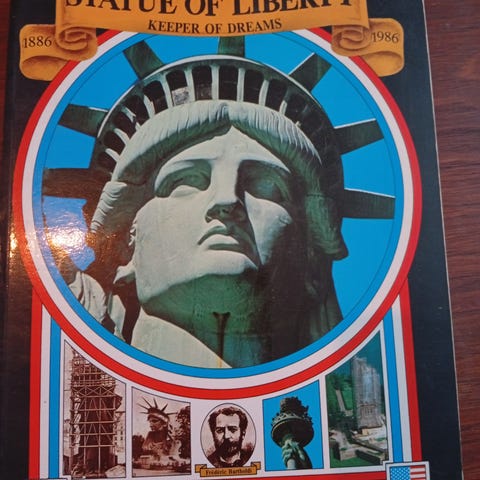 STATUE OF LIBERTY
KEEPER OF DREAMS
1886
1986
Frédéric Bartholdi